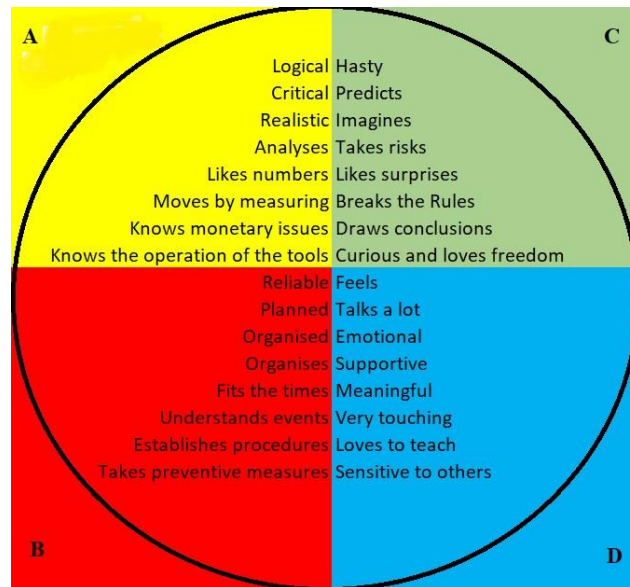 A
Logical
Critical
Realistic
Analyses
Likes numbers
Moves by measuring
Knows monetary issues
Knows the operation of the tools
C
Hasty
Predicts
Imagines
Takes risks
Likes surprises
Breaks the Rules
Draws conclusions
Curious and loves freedom
Reliable
Planned
Organised
Organises
Fits the times
Understands events
Establishes procedures
Takes preventive measures
B
Feels
Talks a lot
Emotional
Supportive
Meaningful
Very touching
Loves to teach
Sensitive to others
D